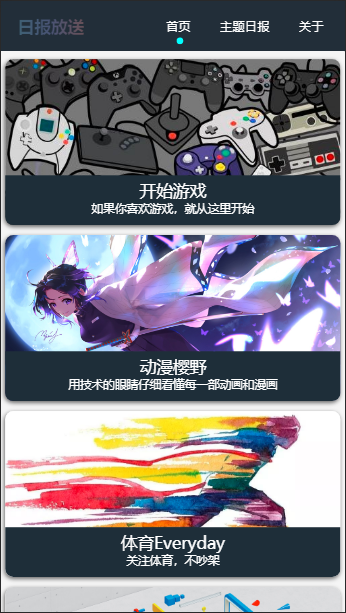 日报放送
首页 主题日报 关于
开始游戏
如果你喜欢游戏，就从这里开始
动漫樱野
用技术的眼睛仔细看懂每一部动画和漫画
体育Everyday
关注体育，不吵架